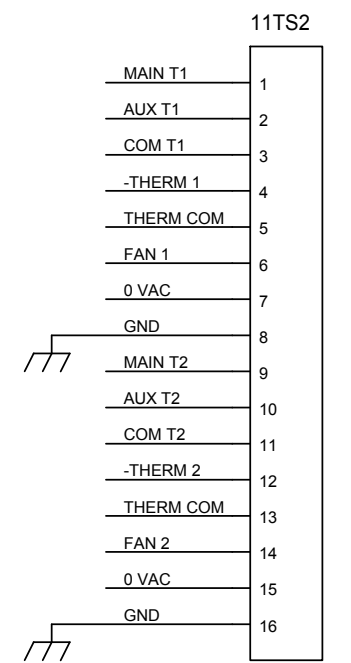 11TS2
MAIN T1 1
AUX T1 2
COM T1 3
-THERM 1 4
THERM COM 5
FAN 1 6
0 VAC 7
GND 8
MAIN T2 9
AUX T2 10
COM T2 11
-THERM 2 12
THERM COM 13
FAN 2 14
0 VAC 15
GND 16